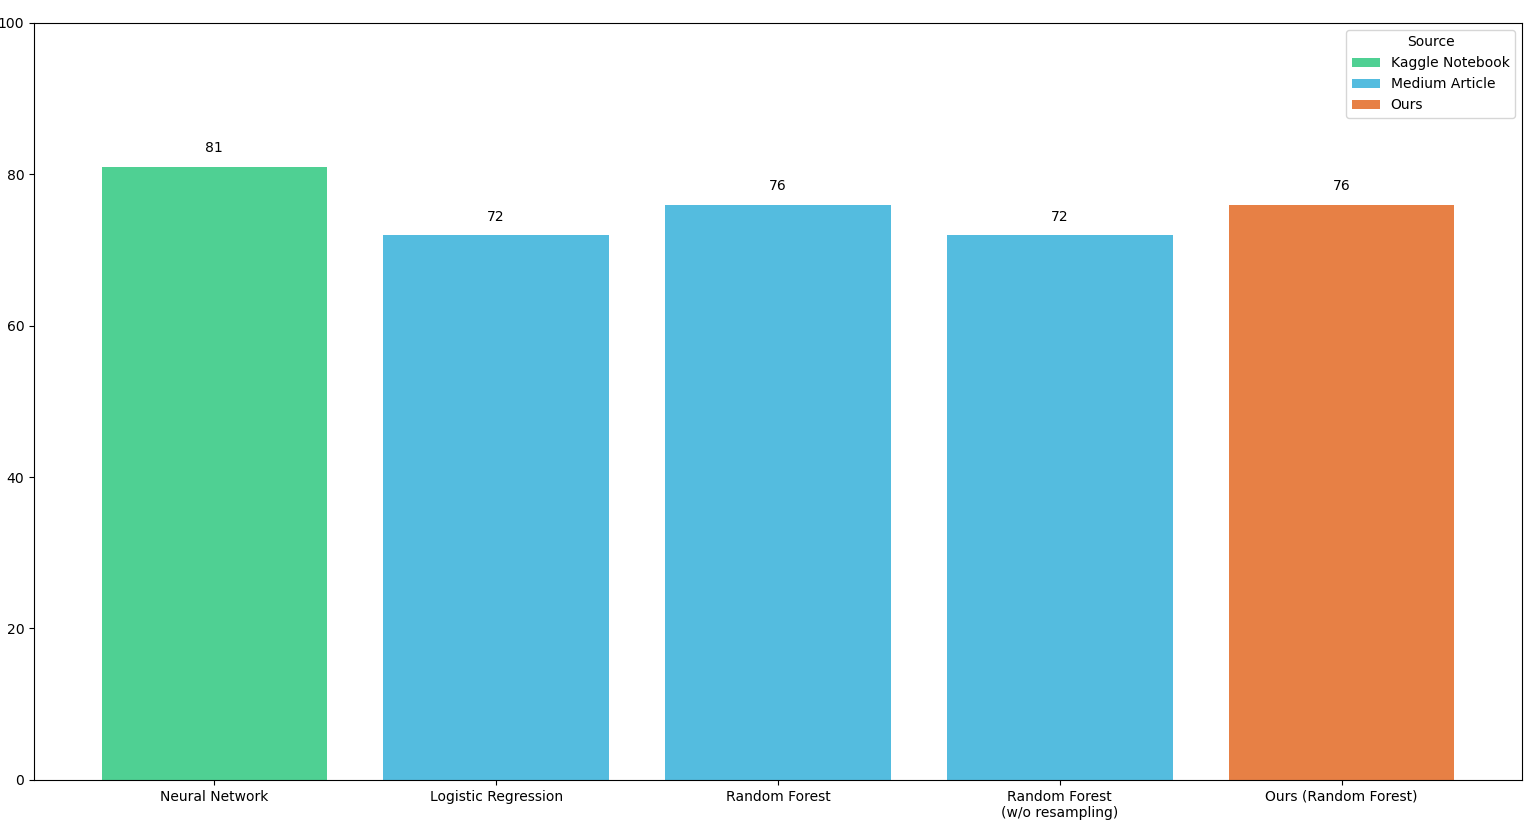 100
80
60
40
20
0
81
72
76
72
76
Source
Kaggle Notebook
Medium Article
Ours
Neural Network
Logistic Regression
Random Forest
Random Forest
(w/o resampling)
Ours (Random Forest)